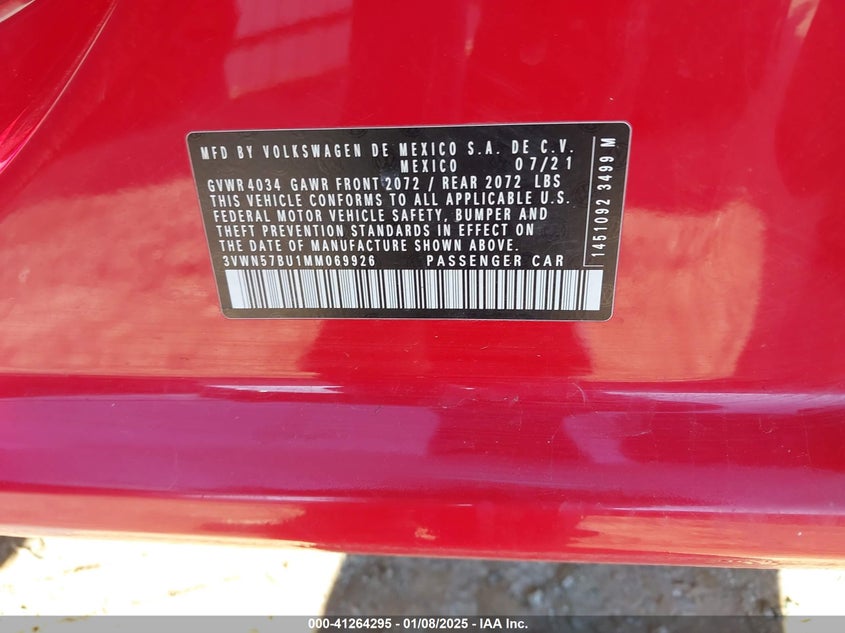 MFD BY VOLKSWAGEN DE MEXICO S.A. DE C.V.
MEXICO 07/21
GVWR 4034 GAWR FRONT 2072 / REAR 2072 LBS
THIS VEHICLE CONFORMS TO ALL APPLICABLE U.S.
FEDERAL MOTOR VEHICLE SAFETY, BUMPER AND
THEFT PREVENTION STANDARDS IN EFFECT ON
THE DATE OF MANUFACTURE SHOWN ABOVE.
3VWN57BU1MM069926 PASSENGER CAR
1451092 3499 M
000-41264295 - 01/08/2025 - IAA Inc.